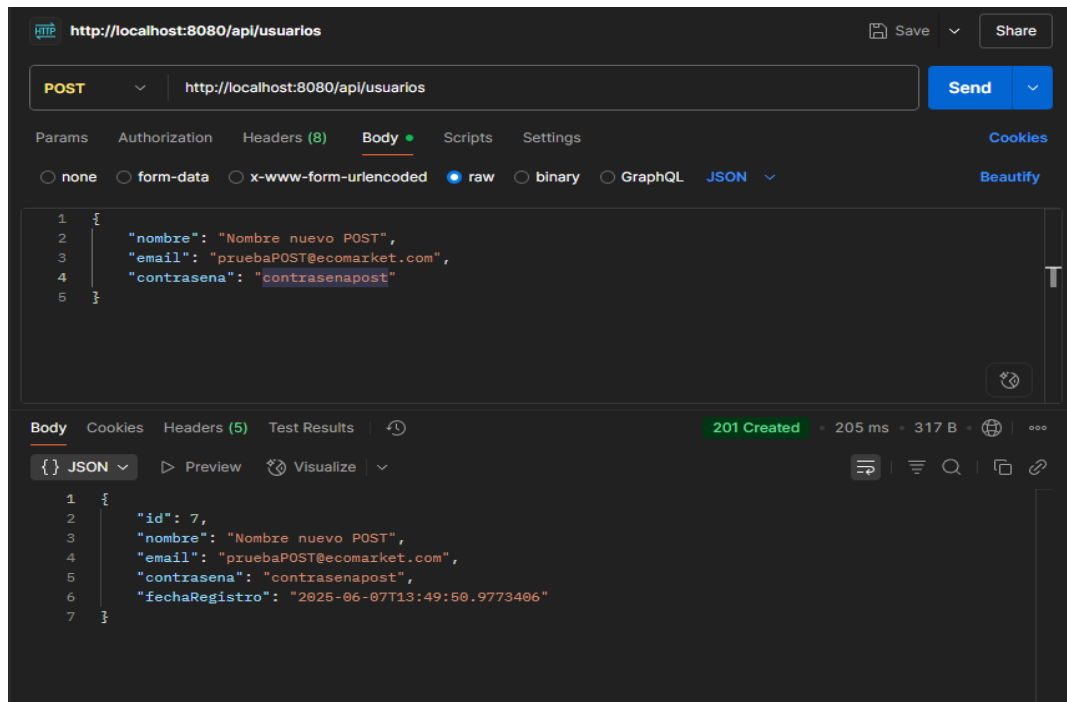 HTTP http://localhost:8080/api/usuarios Save Share
POST http://localhost:8080/api/usuarios Send
Params Authorization Headers (8) Body Scripts Settings Cookies
none form-data x-www-form-urlencoded raw binary GraphQL JSON Beautify
1 {
2 "nombre": "Nombre nuevo POST",
3 "email": "pruebaPOST@ecomarket.com",
4 "contrasena": "contrasenapost"
5 }
Body Cookies Headers (5) Test Results 201 Created 205 ms 317 B
{} JSON Preview Visualize
1 {
2 "id": 7,
3 "nombre": "Nombre nuevo POST",
4 "email": "pruebaPOST@ecomarket.com",
5 "contrasena": "contrasenapost",
6 "fechaRegistro": "2025-06-07T13:49:50.9773406"
7 }